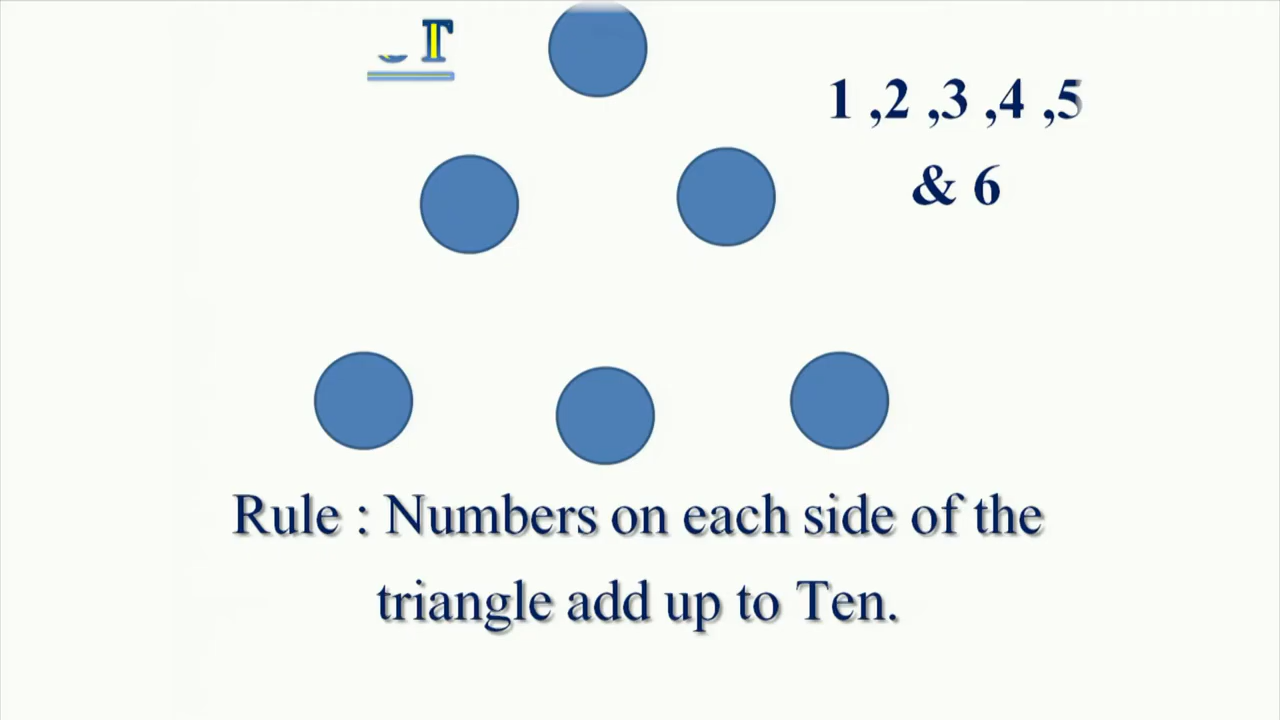 1 ,2 ,3 ,4 ,5
& 6
Rule : Numbers on each side of the
triangle add up to Ten.